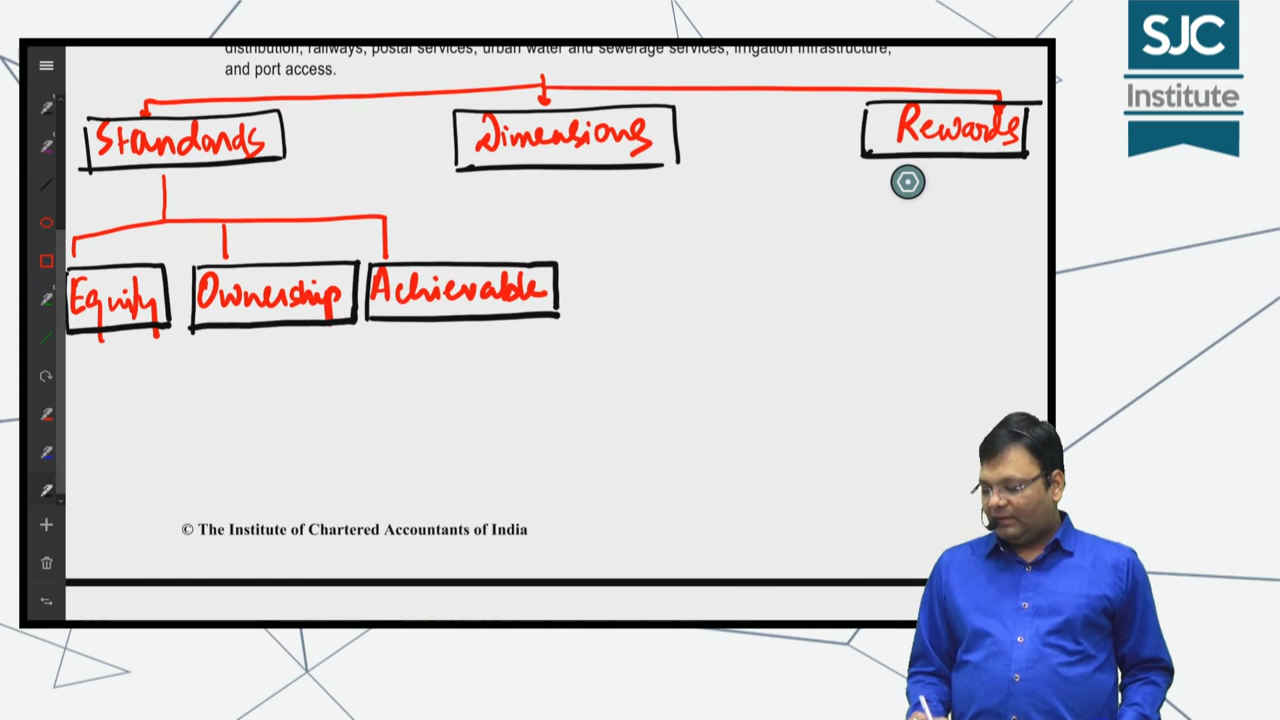 SJC
Institute
distribution, railways, postal services, urban water and sewerage services, irrigation infrastructure,
and port access.
Standards
Dimensions
Rewards
Equity
Ownership
Achievable
© The Institute of Chartered Accountants of India